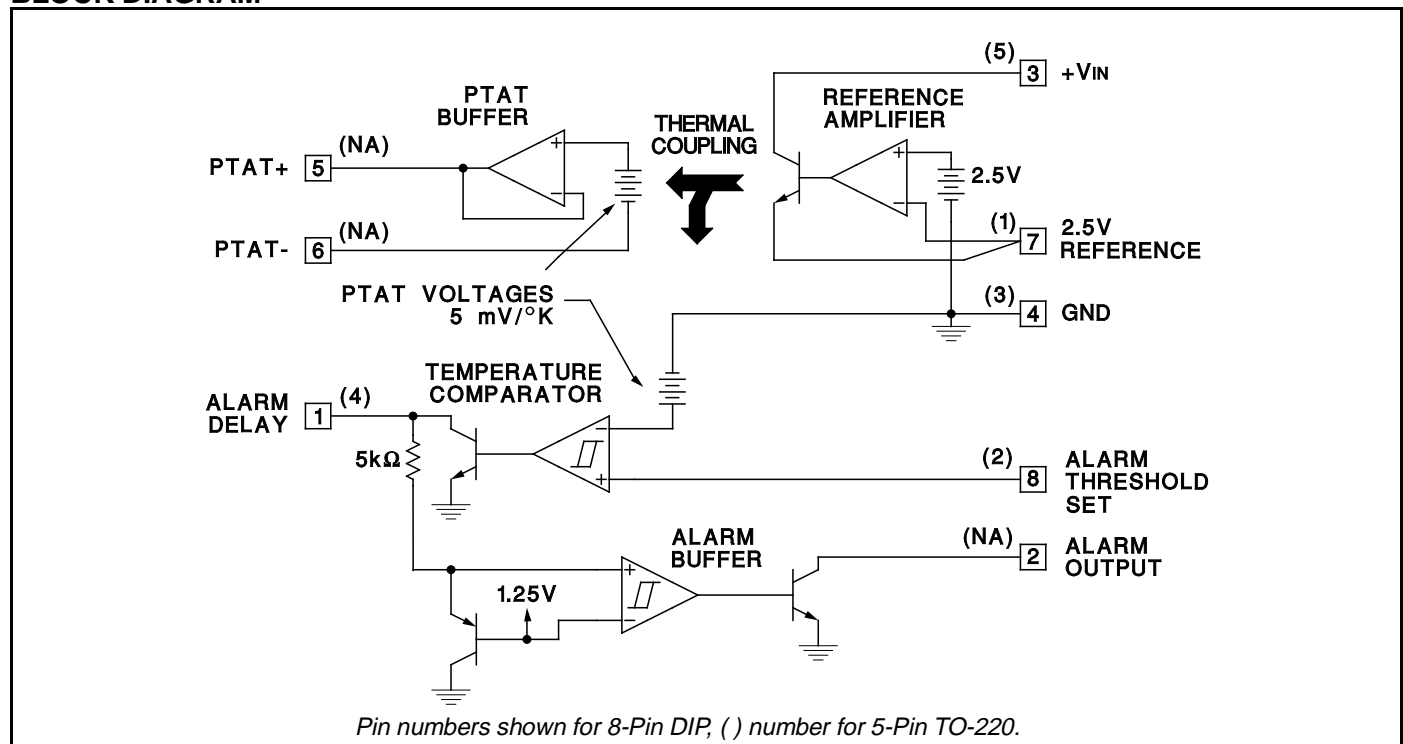 BLOCK DIAGRAM
(5)
3 +VIN
PTAT
BUFFER
REFERENCE
AMPLIFIER
THERMAL
COUPLING
(NA)
PTAT+ 5
+
−
+
−
2.5V
(NA)
PTAT- 6
(1)
7 2.5V
REFERENCE
PTAT VOLTAGES
5 mV/°K
(3)
4 GND
TEMPERATURE
COMPARATOR
ALARM
DELAY 1 (4)
−
+
5kΩ
(2)
8 ALARM
THRESHOLD
SET
ALARM
BUFFER
(NA)
2 ALARM
OUTPUT
1.25V
+
−
Pin numbers shown for 8-Pin DIP, ( ) number for 5-Pin TO-220.